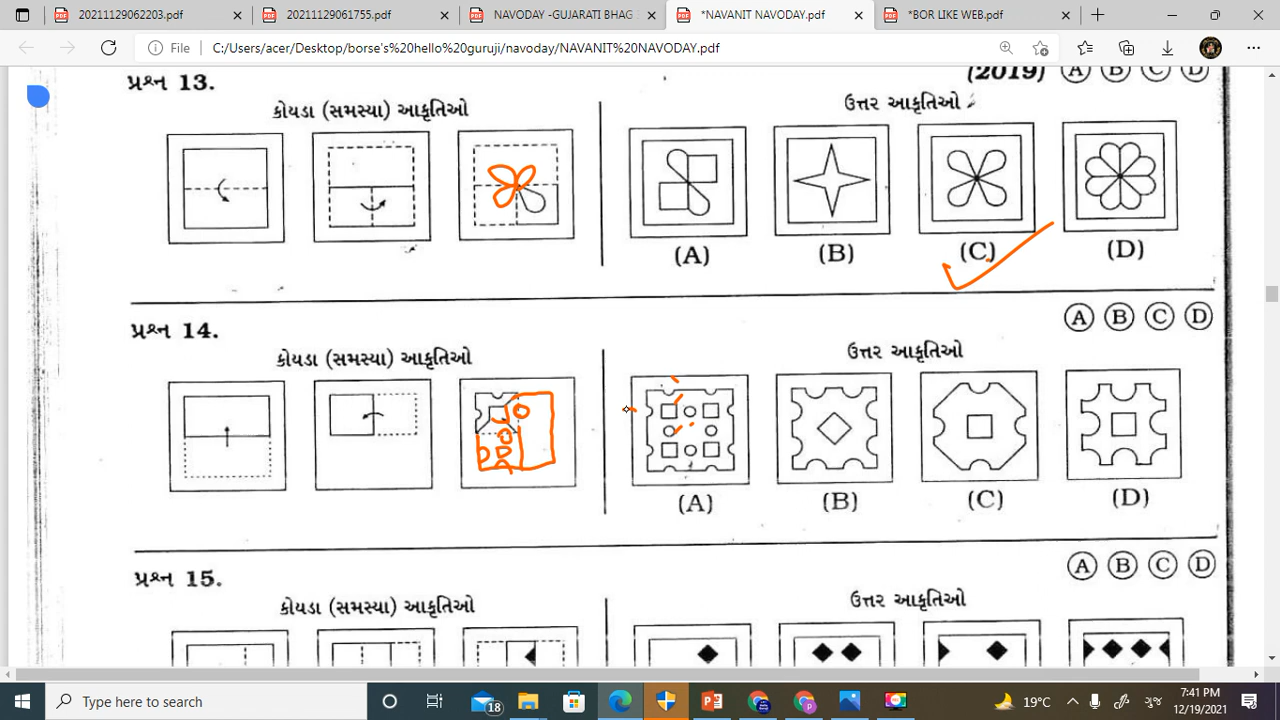 20211129062203.pdf
20211129061755.pdf
NAVODAY -GUJARATI BHAG
*NAVANIT NAVODAY.pdf
*BOR LIKE WEB.pdf
File C:/Users/acer/Desktop/borse's%20hello%20guruji/navoday/NAVANIT%20NAVODAY.pdf
પ્રશ્ન 13.
(2019) A B C D
કોયડા (સમસ્યા) આકૃતિઓ
ઉત્તર આકૃતિઓ
(A) (B) (C) (D)
પ્રશ્ન 14.
A B C D
કોયડા (સમસ્યા) આકૃતિઓ
ઉત્તર આકૃતિઓ
(A) (B) (C) (D)
પ્રશ્ન 15.
A B C D
કોયડા (સમસ્યા) આકૃતિઓ
ઉત્તર આકૃતિઓ
Type here to search
18
19°C
ગુજ
7:41 PM
12/19/2021